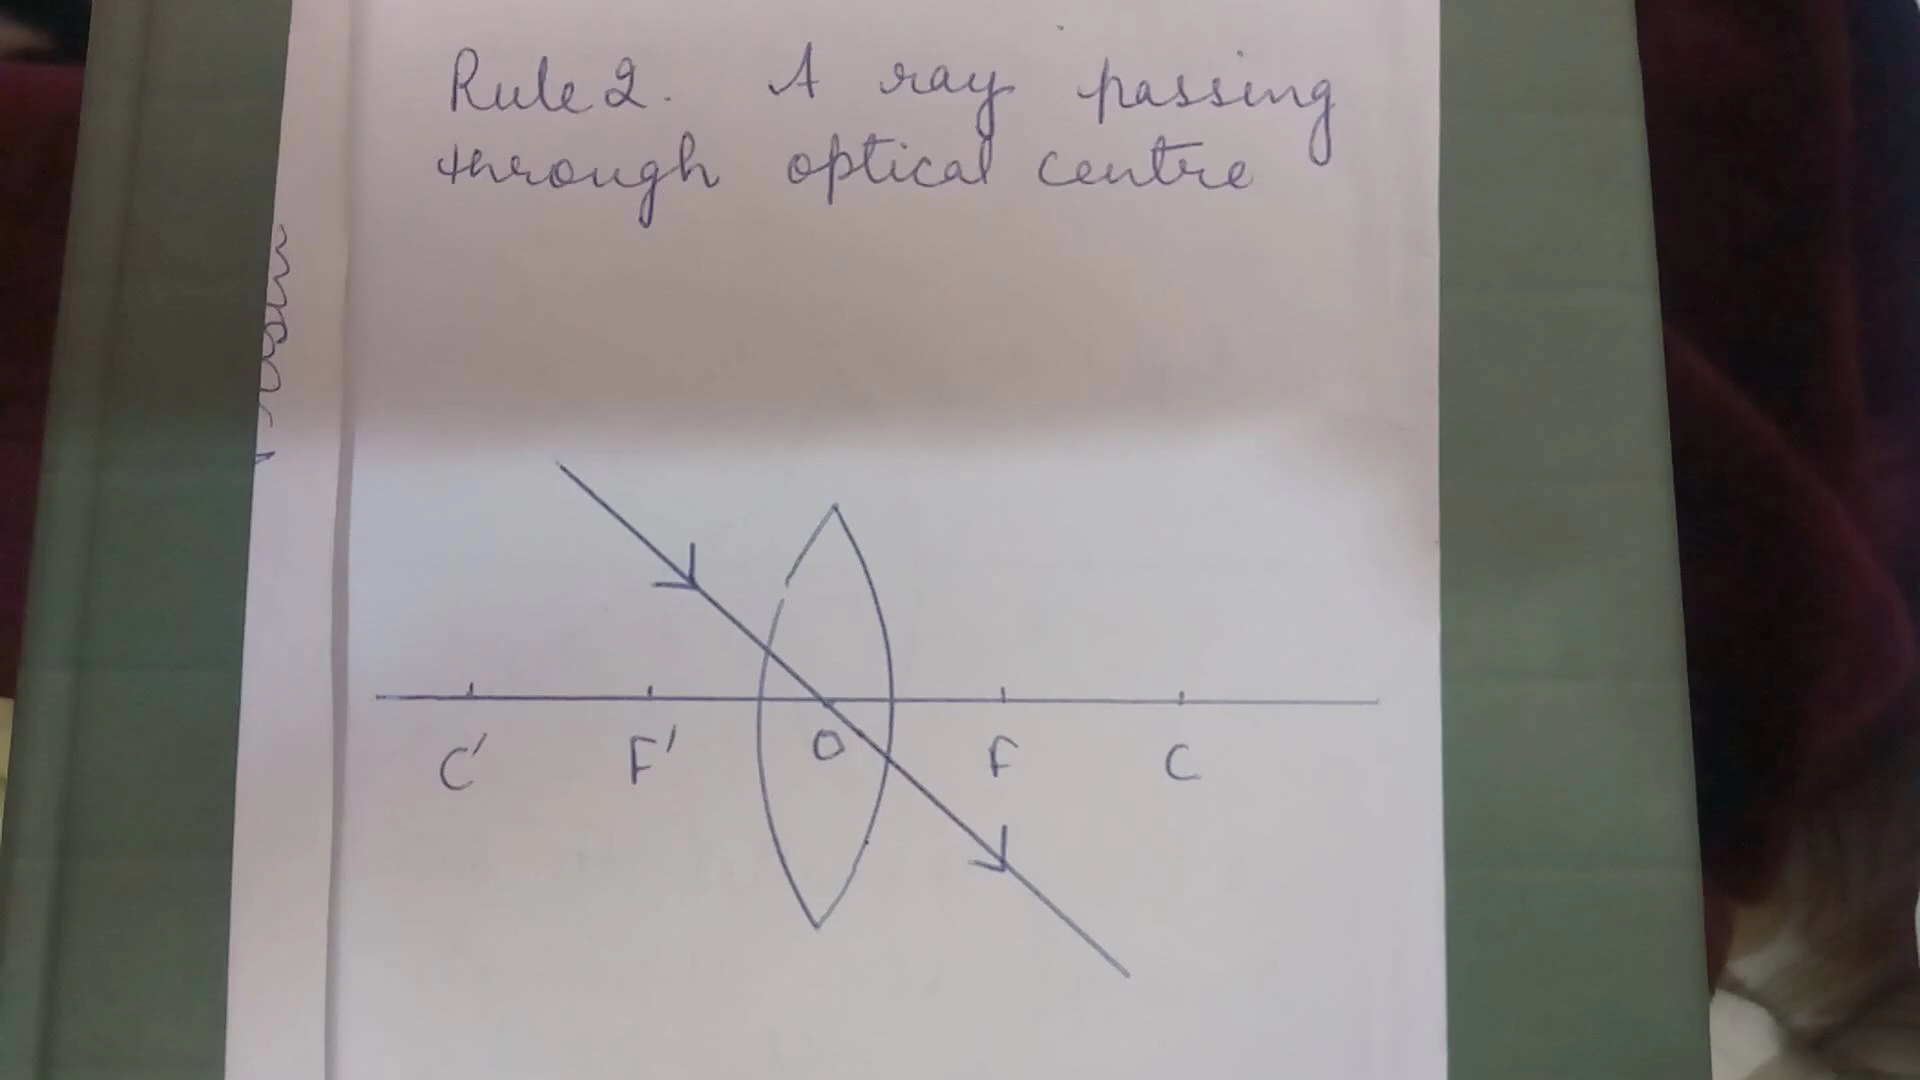 Rule 2. A ray passing
through optical centre
C' F' O F C